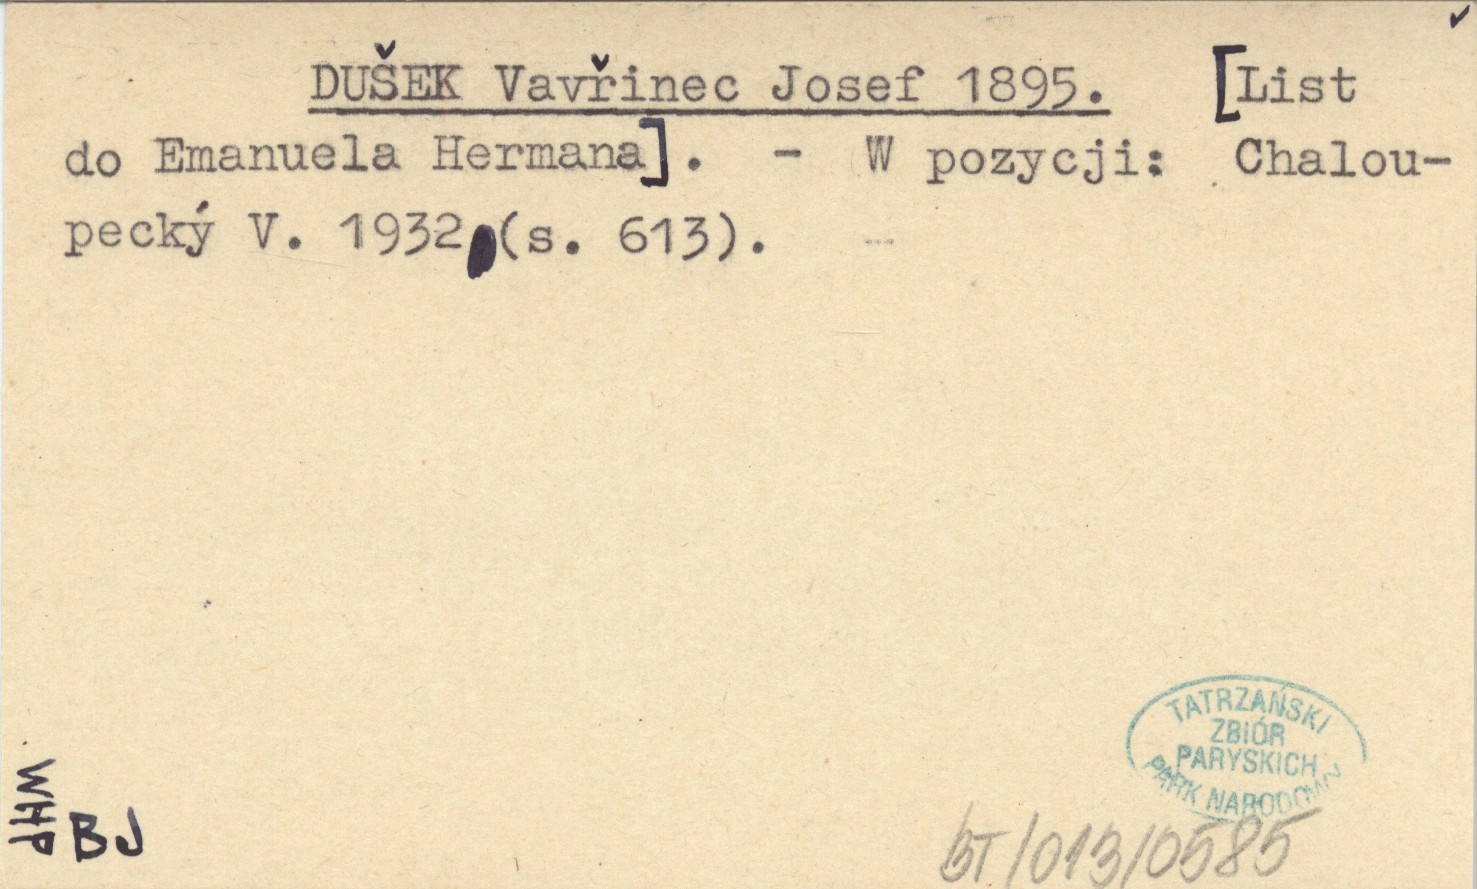 ✓
DUŠEK Vavřinec Josef 1895. [List
do Emanuela Hermana]. - W pozycji: Chalou-
pecký V. 1932,(s. 613).
TATRZAŃSKI
ZBIÓR
PARYSKICH
PARK NARODOWY
WHP
BJ
BT/013/0585